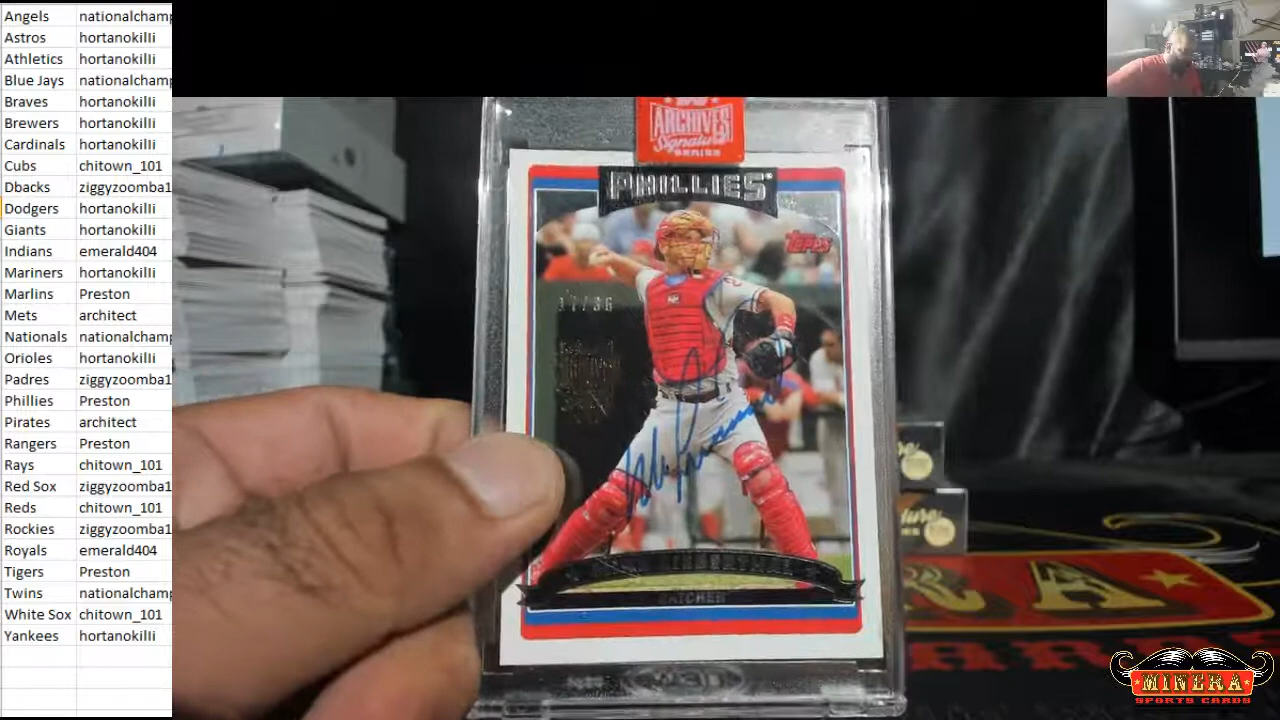 Angels nationalchamp
Astros hortanokilli
Athletics hortanokilli
Blue Jays nationalchamp
Braves hortanokilli
Brewers hortanokilli
Cardinals hortanokilli
Cubs chitown_101
Dbacks ziggyzoomba1
Dodgers hortanokilli
Giants hortanokilli
Indians emerald404
Mariners hortanokilli
Marlins Preston
Mets architect
Nationals nationalchamp
Orioles hortanokilli
Padres ziggyzoomba1
Phillies Preston
Pirates architect
Rangers Preston
Rays chitown_101
Red Sox ziggyzoomba1
Reds chitown_101
Rockies ziggyzoomba1
Royals emerald404
Tigers Preston
Twins nationalchamp
White Sox chitown_101
Yankees hortanokilli
ARCHIVES
Signature
SERIES
PHILLIES
TOPPS
17/36
CATCHER
RA
MINERA
SPORTS CARDS